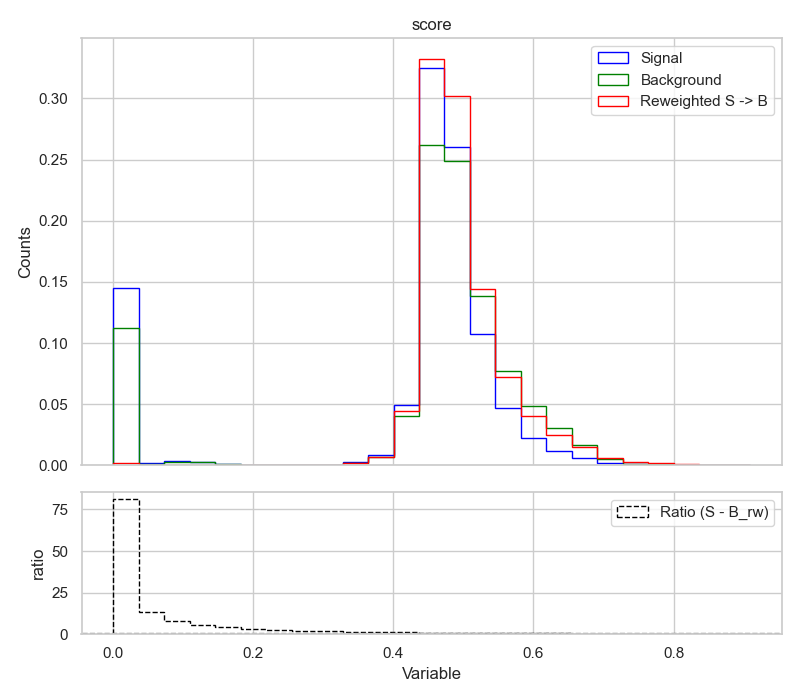 score
Signal
Background
Reweighted S -> B
Counts
0.30
0.25
0.20
0.15
0.10
0.05
0.00
Ratio (S - B_rw)
ratio
75
50
25
0
0.0 0.2 0.4 0.6 0.8
Variable